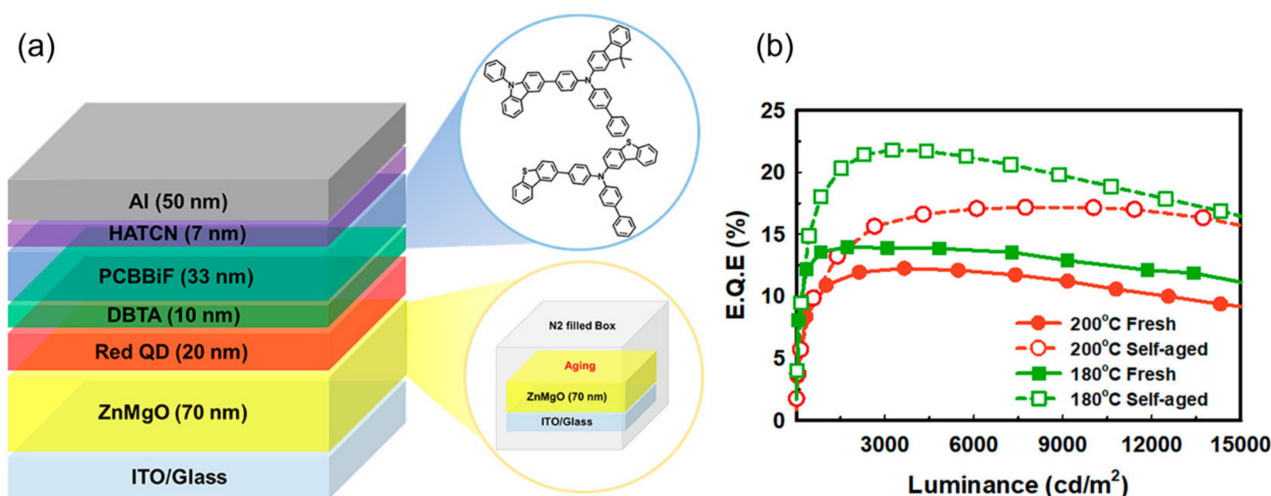 (a)
Al (50 nm)
HATCN (7 nm)
PCBBiF (33 nm)
DBTA (10 nm)
Red QD (20 nm)
ZnMgO (70 nm)
ITO/Glass
N
N
S
S
N
N2 filled Box
Aging
ZnMgO (70 nm)
ITO/Glass
(b)
E.Q.E (%)
25
20
15
10
5
0
200°C Fresh
200°C Self-aged
180°C Fresh
180°C Self-aged
3000 6000 9000 12000 15000
Luminance (cd/m²)